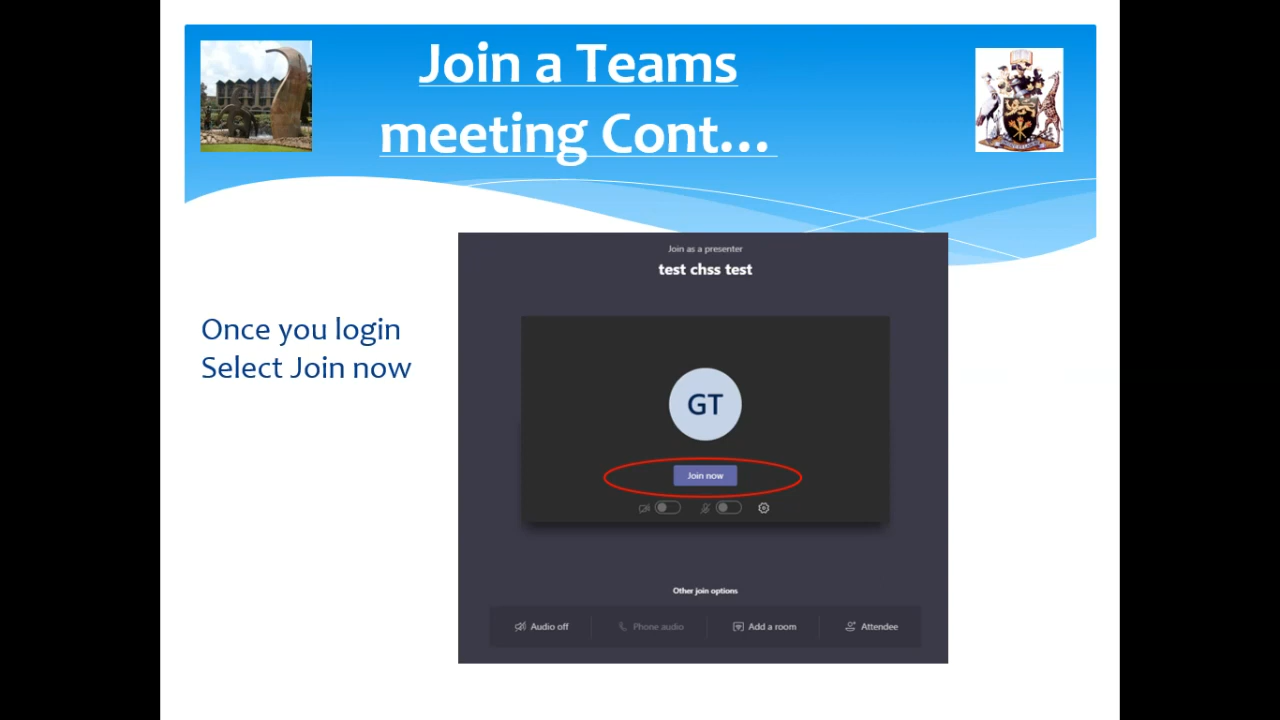 Join a Teams
meeting Cont...
Once you login
Select Join now
Join as a presenter
test chss test
GT
Join now
Other join options
Audio off
Phone audio
Add a room
Attendee